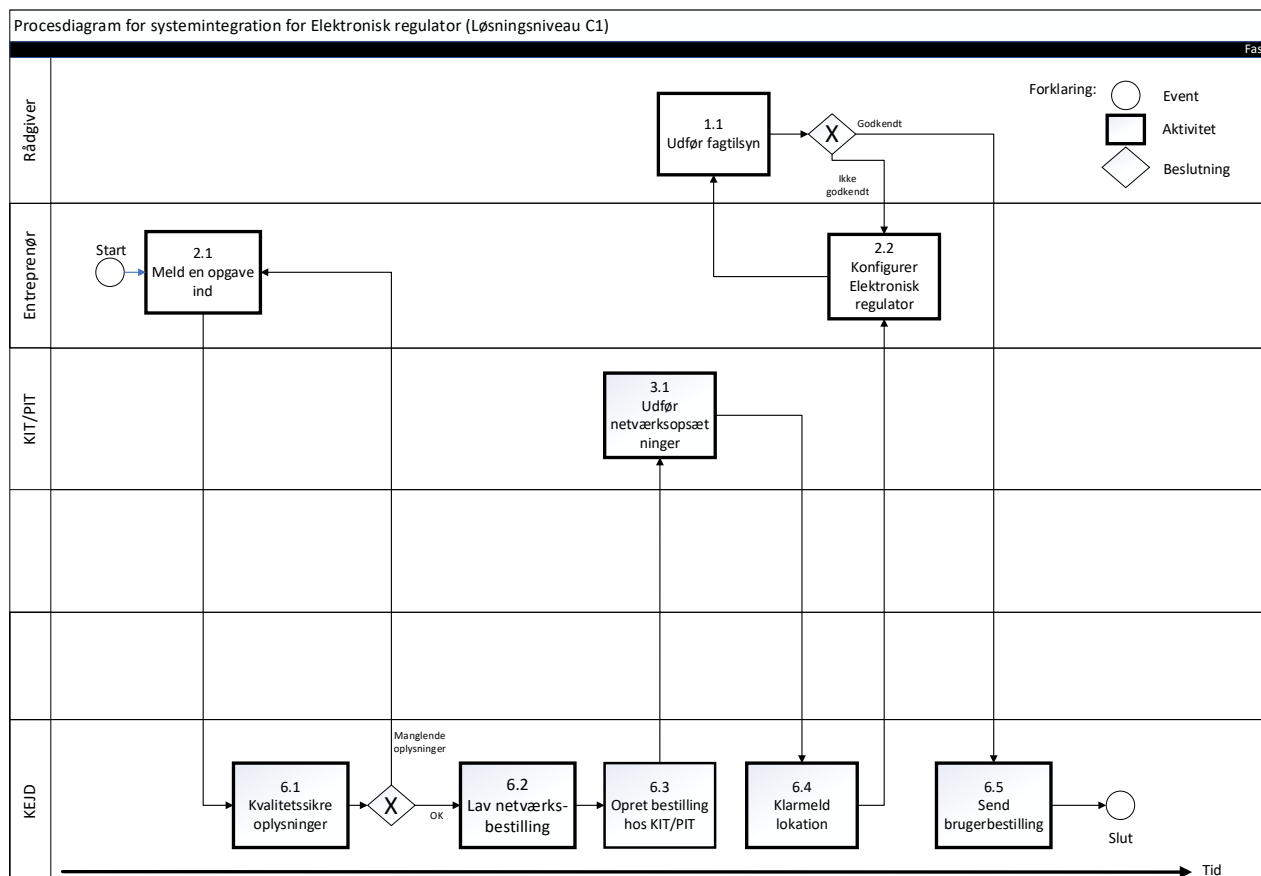 Procesdiagram for systemintegration for Elektronisk regulator (Løsningsniveau C1)
Fas
Rådgiver
1.1
Udfør fagtilsyn
X
Godkendt
Ikke
godkendt
Forklaring:
Event
Aktivitet
Beslutning
Entreprenør
Start
2.1
Meld en opgave
ind
2.2
Konfigurer
Elektronisk
regulator
KIT/PIT
3.1
Udfør
netværksopsæt
ninger
KEJD
6.1
Kvalitetssikre
oplysninger
X
Manglende
oplysninger
OK
6.2
Lav netværks-
bestilling
6.3
Opret bestilling
hos KIT/PIT
6.4
Klarmeld
lokation
6.5
Send
brugerbestilling
Slut
Tid